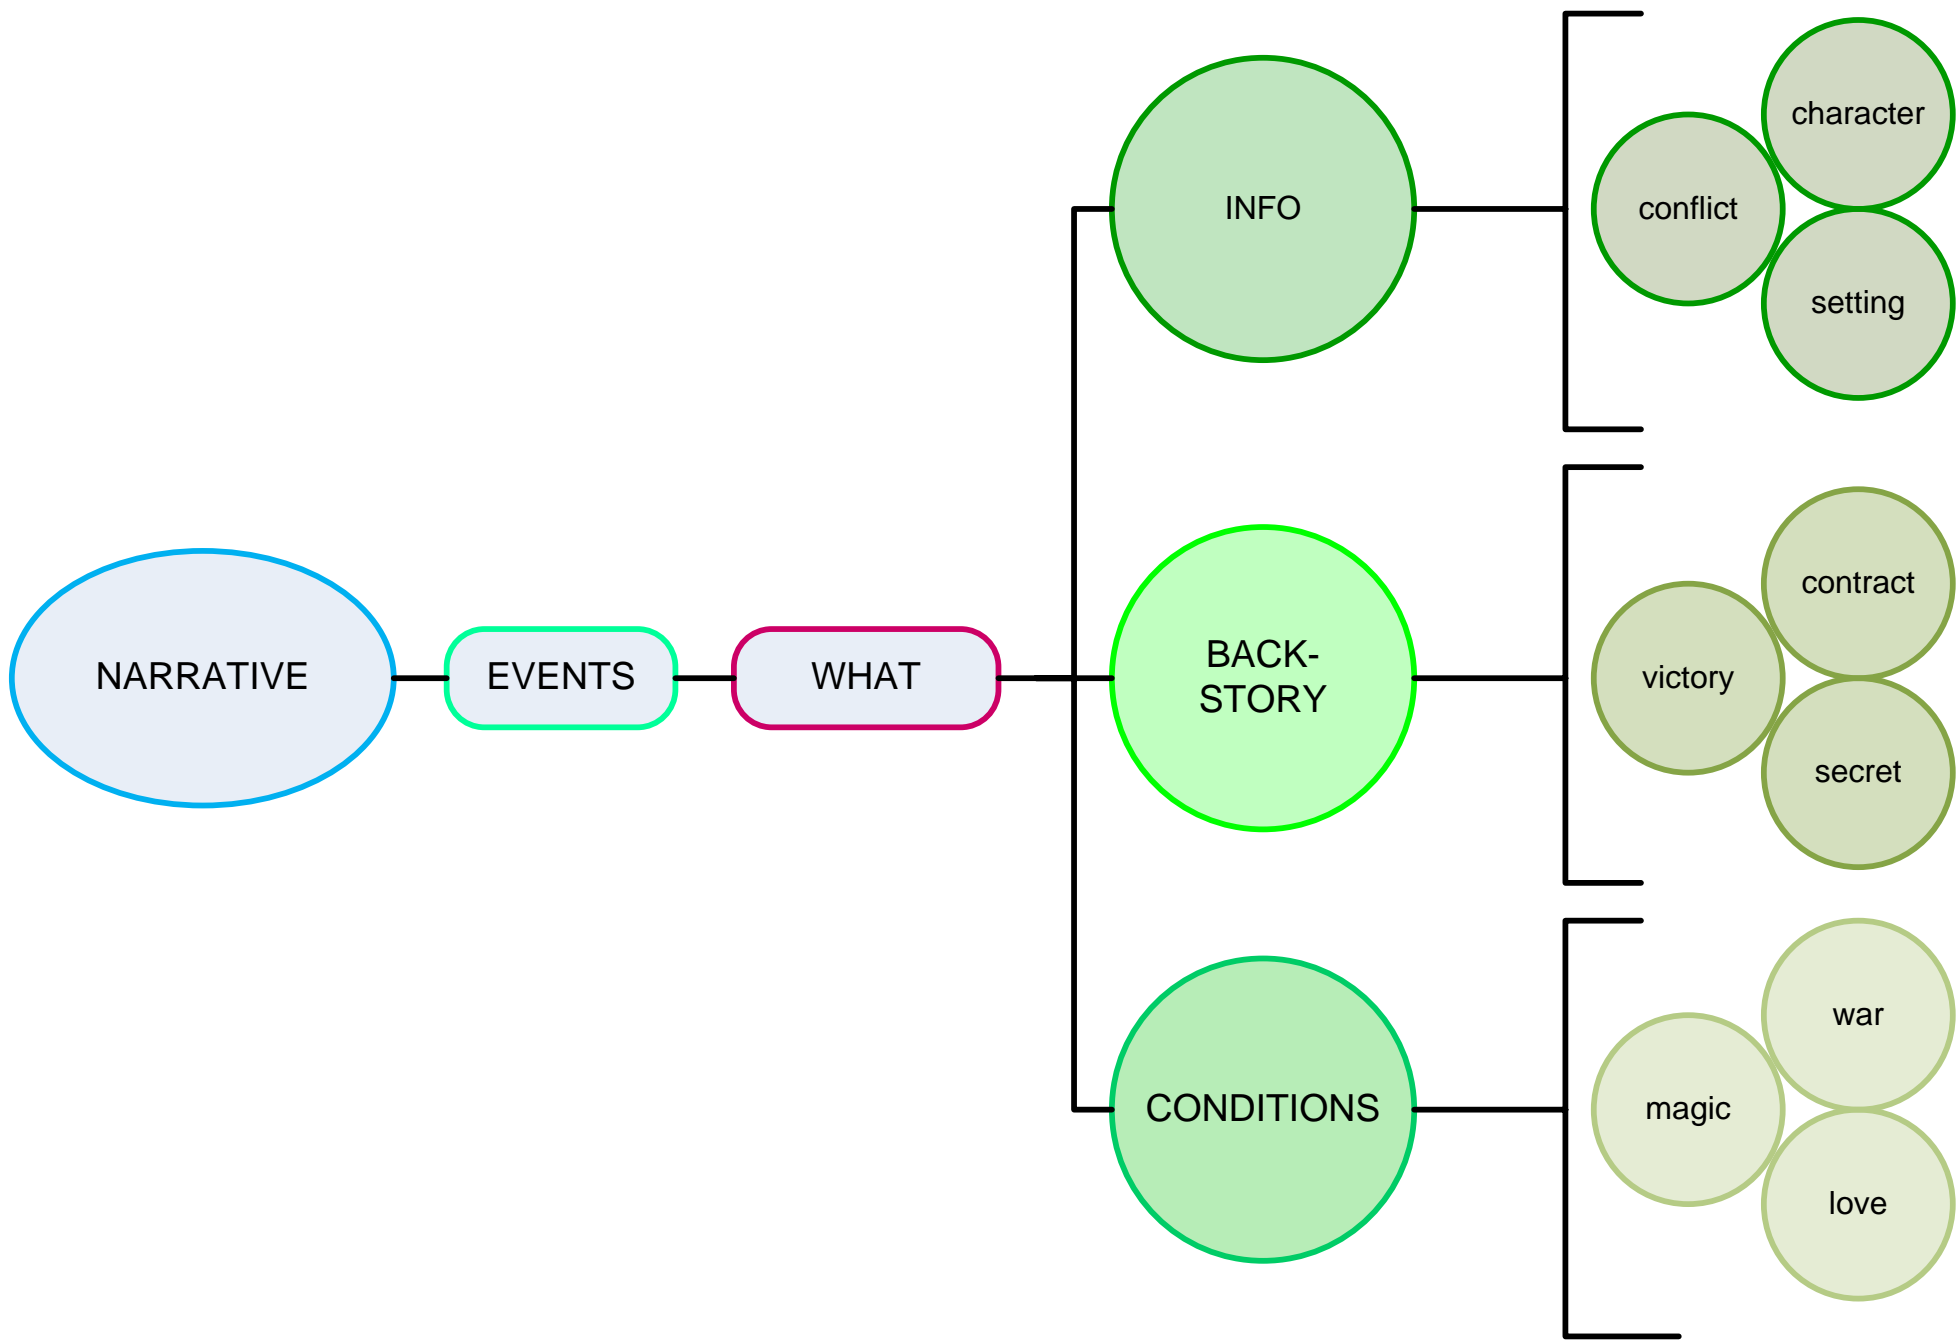 NARRATIVE
EVENTS
WHAT
INFO
conflict
character
setting
BACK-
STORY
victory
contract
secret
CONDITIONS
magic
war
love